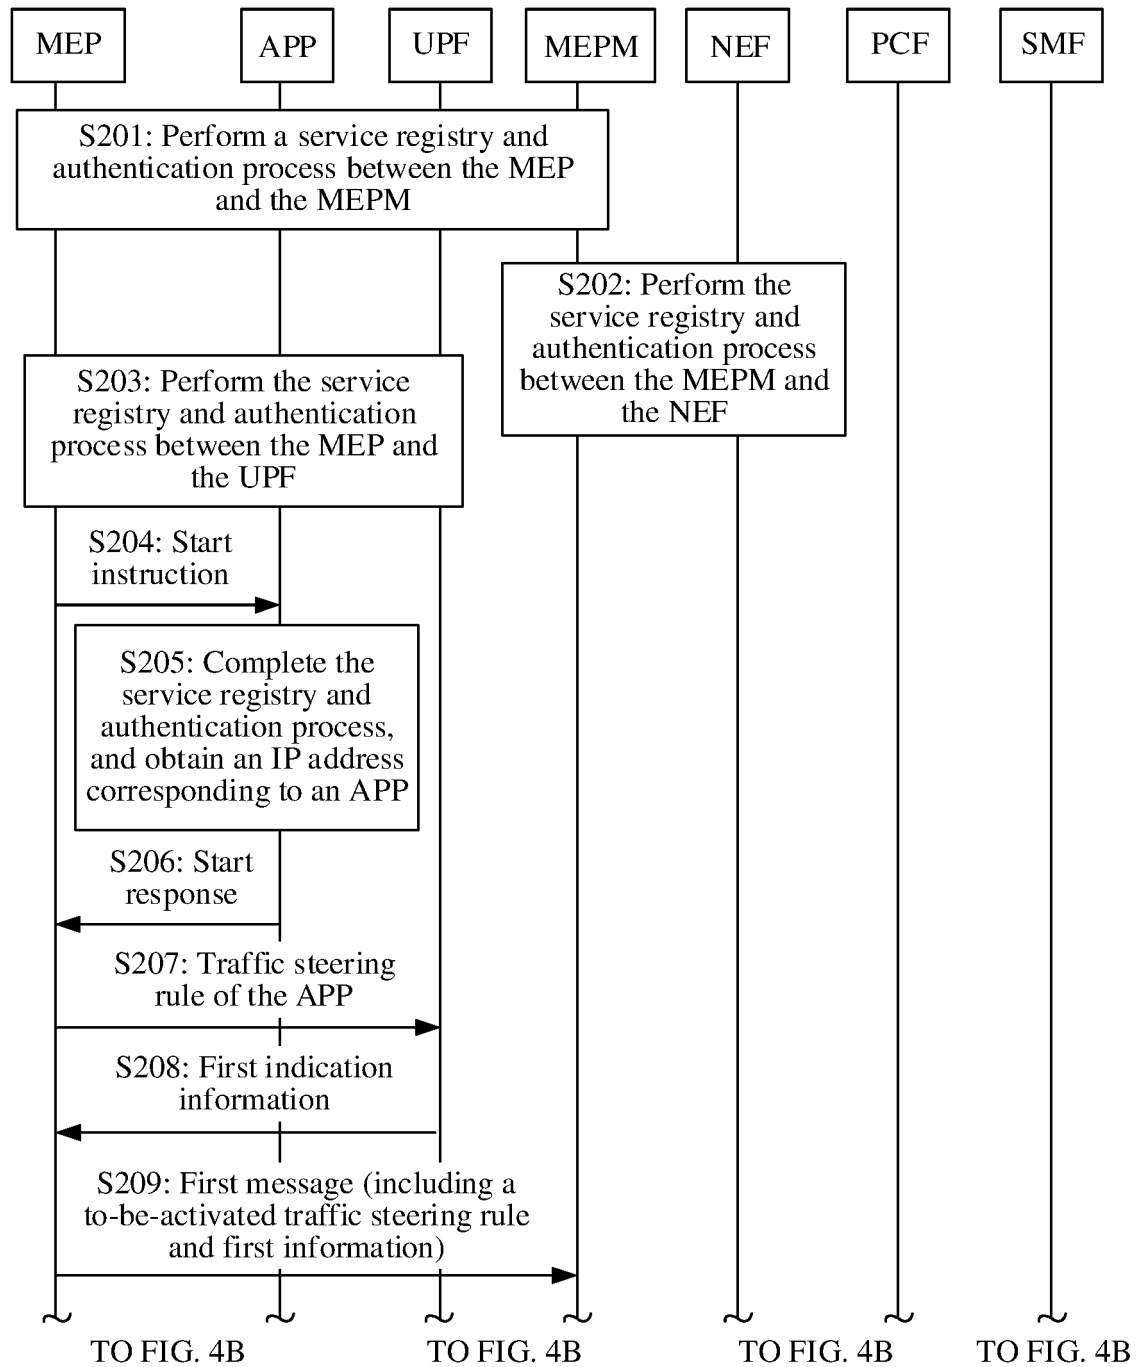 MEP APP UPF MEPM NEF PCF SMF
S201: Perform a service registry and
authentication process between the MEP
and the MEPM
S202: Perform the
service registry and
authentication process
between the MEPM and
the NEF
S203: Perform the service
registry and authentication
process between the MEP and
the UPF
S204: Start
instruction
S205: Complete the
service registry and
authentication process,
and obtain an IP address
corresponding to an APP
S206: Start
response
S207: Traffic steering
rule of the APP
S208: First indication
information
S209: First message (including a
to-be-activated traffic steering rule
and first information)
TO FIG. 4B TO FIG. 4B TO FIG. 4B TO FIG. 4B